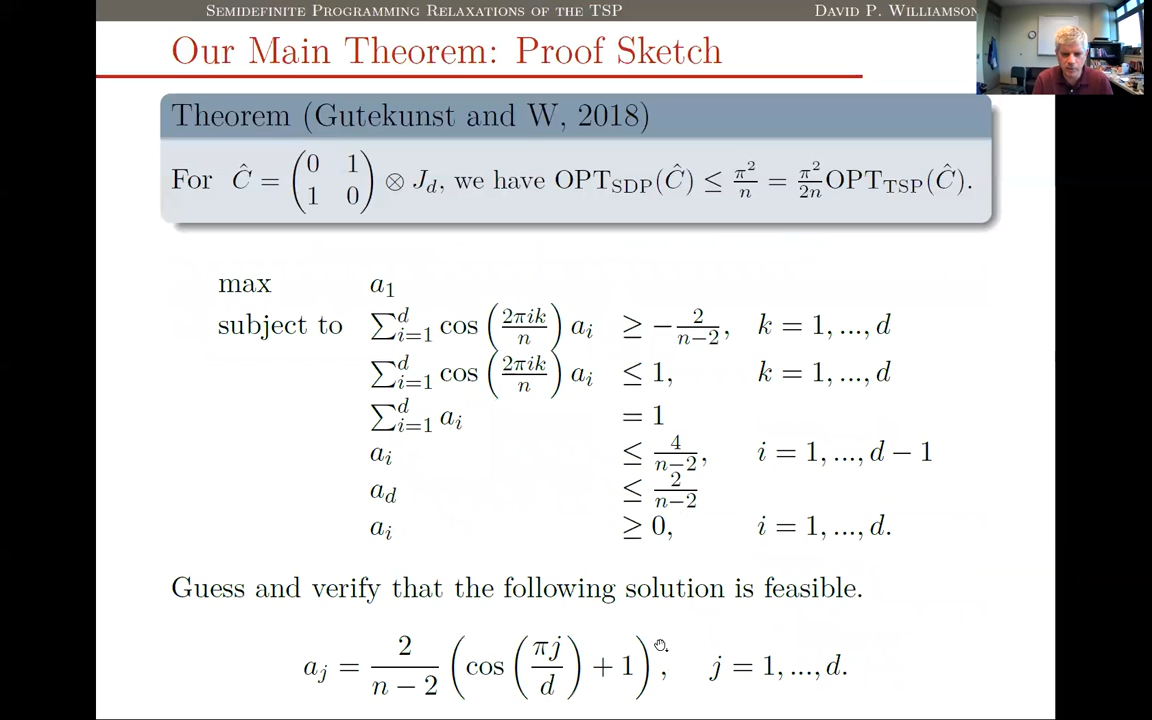 SEMIDEFINITE PROGRAMMING RELAXATIONS OF THE TSP DAVID P. WILLIAMSON
Our Main Theorem: Proof Sketch
Theorem (Gutekunst and W, 2018)
For Ĉ = (0 1; 1 0) ⊗ J_d, we have OPT_SDP(Ĉ) ≤ π²/n = π²/2n OPT_TSP(Ĉ).
max a₁
subject to ∑_{i=1}^{d} cos(2πik/n) a_i ≥ −2/(n−2), k = 1, ..., d
∑_{i=1}^{d} cos(2πik/n) a_i ≤ 1, k = 1, ..., d
∑_{i=1}^{d} a_i = 1
a_i ≤ 4/(n−2), i = 1, ..., d − 1
a_d ≤ 2/(n−2)
a_i ≥ 0, i = 1, ..., d.
Guess and verify that the following solution is feasible.
a_j = 2/(n−2) (cos(πj/d) + 1), j = 1, ..., d.